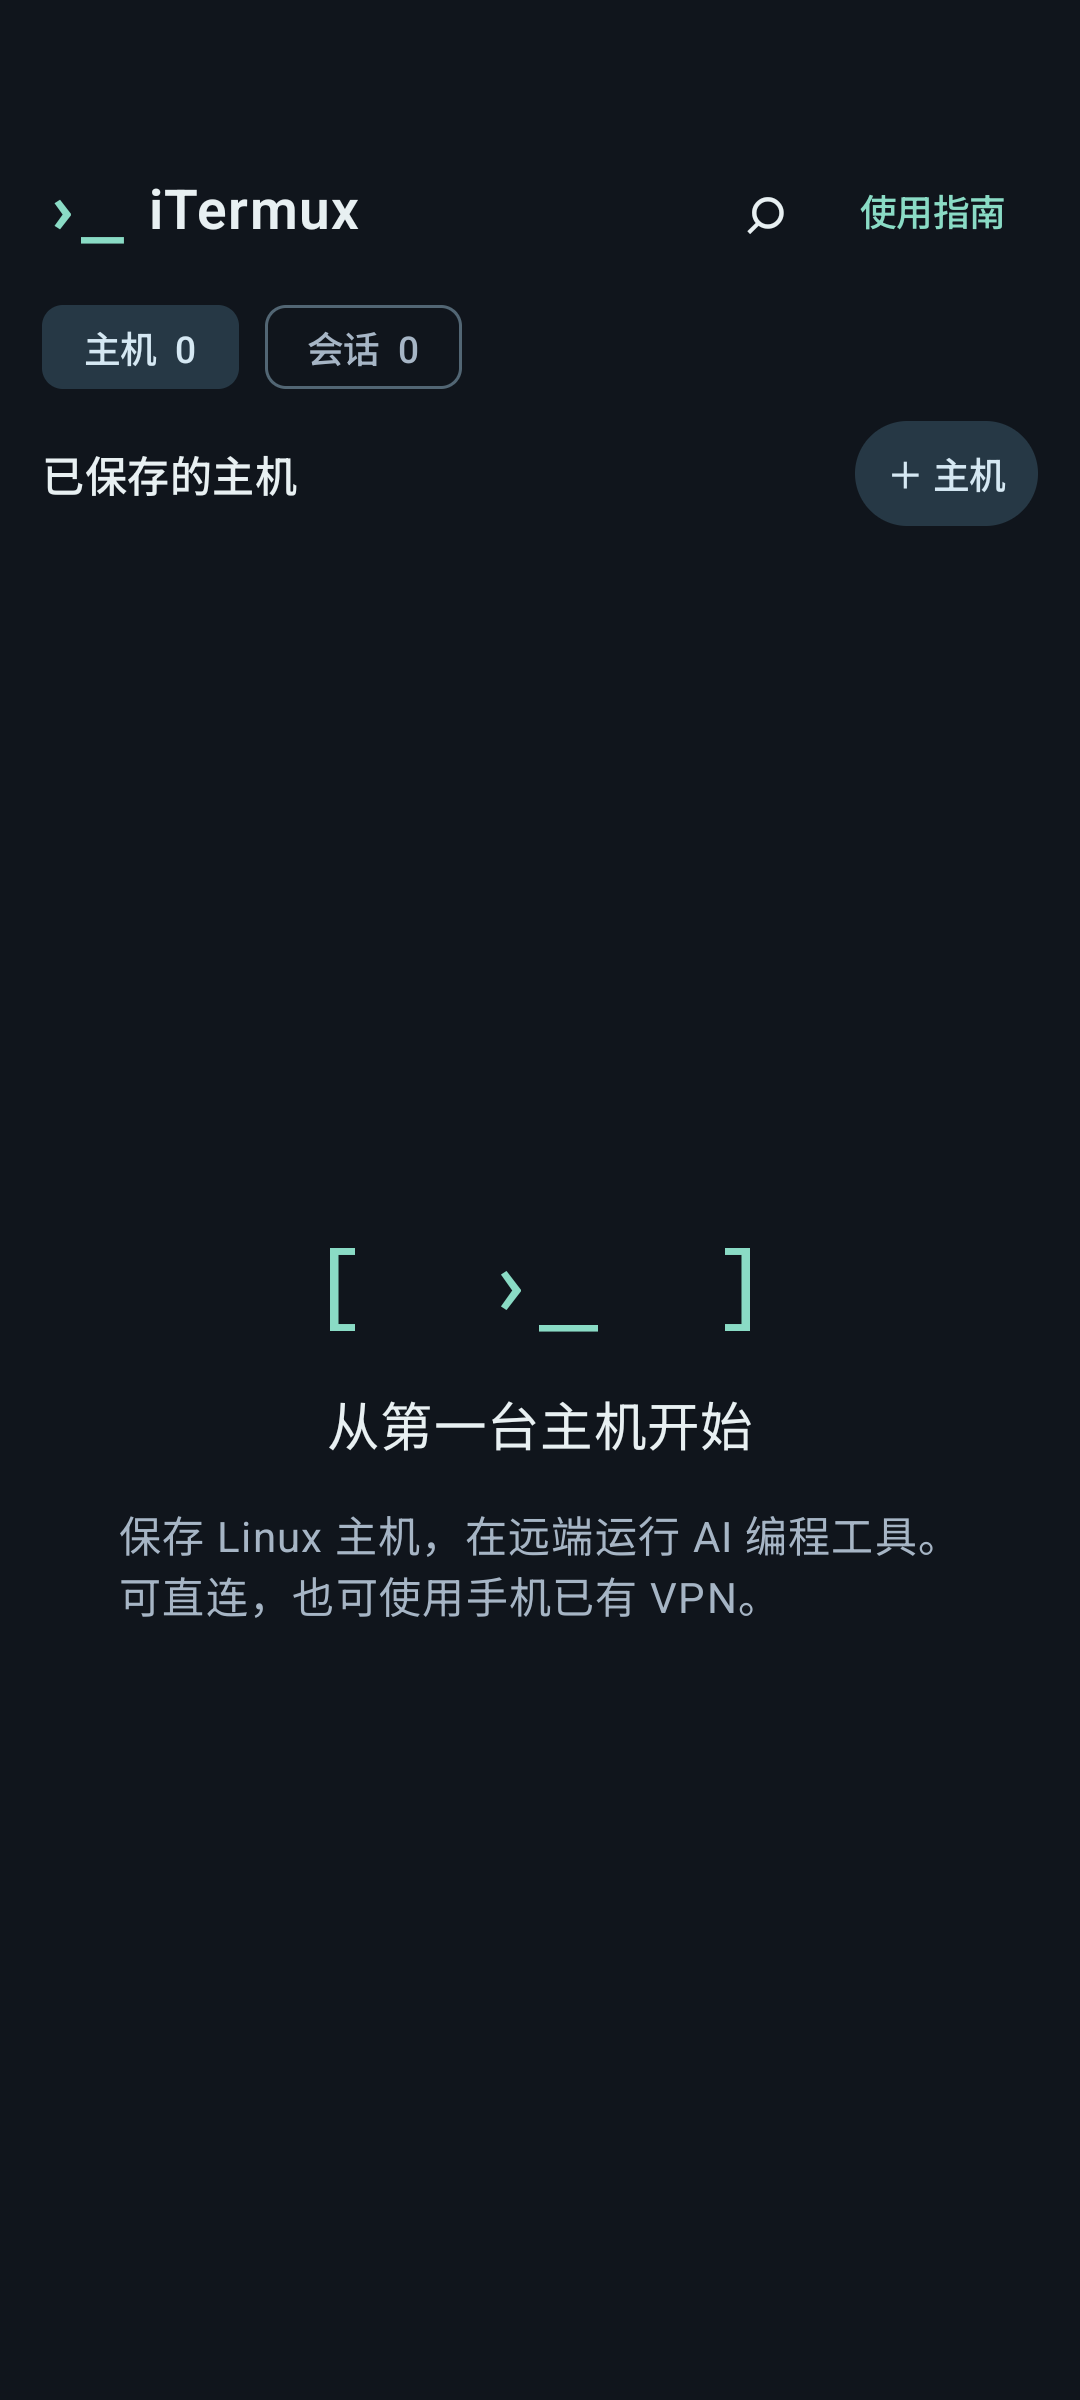 ›_ iTermux
使用指南
主机 0
会话 0
已保存的主机
＋ 主机
[ ›_ ]
从第一台主机开始
保存 Linux 主机，在远端运行 AI 编程工具。
可直连，也可使用手机已有 VPN。